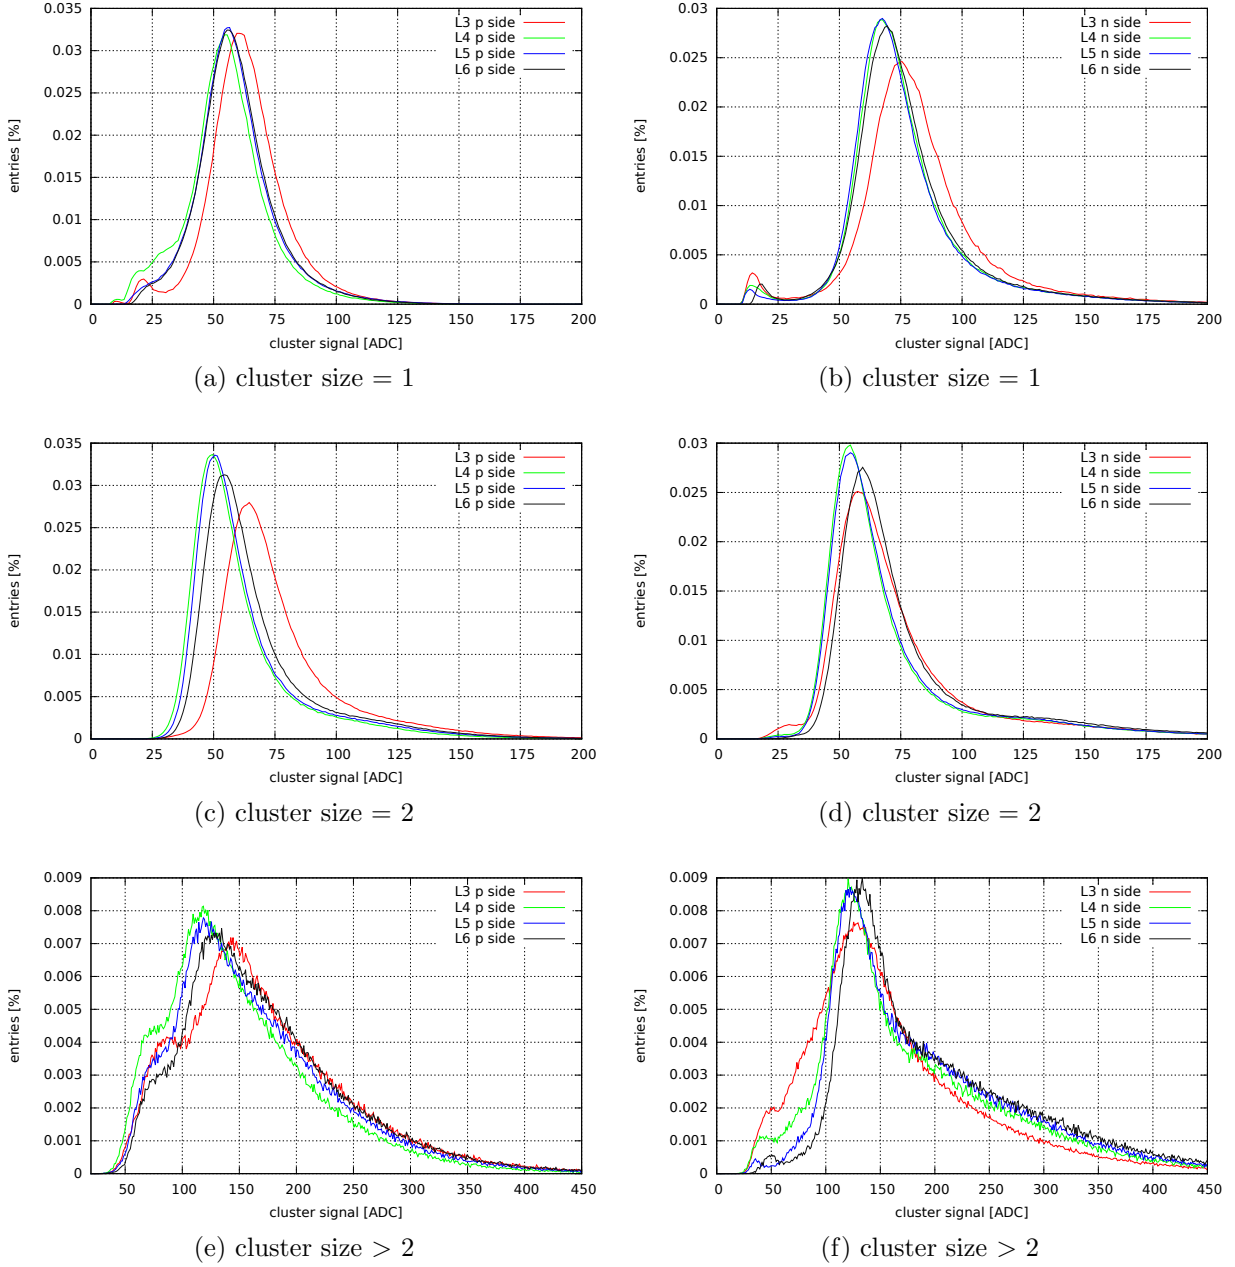 0.035
0.03
0.025
0.02
0.015
0.01
0.005
0
entries [%]
L3 p side
L4 p side
L5 p side
L6 p side
0 25 50 75 100 125 150 175 200
cluster signal [ADC]
(a) cluster size = 1
0.03
0.025
0.02
0.015
0.01
0.005
0
entries [%]
L3 n side
L4 n side
L5 n side
L6 n side
0 25 50 75 100 125 150 175 200
cluster signal [ADC]
(b) cluster size = 1
0.035
0.03
0.025
0.02
0.015
0.01
0.005
0
entries [%]
L3 p side
L4 p side
L5 p side
L6 p side
0 25 50 75 100 125 150 175 200
cluster signal [ADC]
(c) cluster size = 2
0.03
0.025
0.02
0.015
0.01
0.005
0
entries [%]
L3 n side
L4 n side
L5 n side
L6 n side
0 25 50 75 100 125 150 175 200
cluster signal [ADC]
(d) cluster size = 2
0.009
0.008
0.007
0.006
0.005
0.004
0.003
0.002
0.001
0
entries [%]
L3 p side
L4 p side
L5 p side
L6 p side
50 100 150 200 250 300 350 400 450
cluster signal [ADC]
(e) cluster size > 2
0.009
0.008
0.007
0.006
0.005
0.004
0.003
0.002
0.001
0
entries [%]
L3 n side
L4 n side
L5 n side
L6 n side
0 50 100 150 200 250 300 350 400 450
cluster signal [ADC]
(f) cluster size > 2